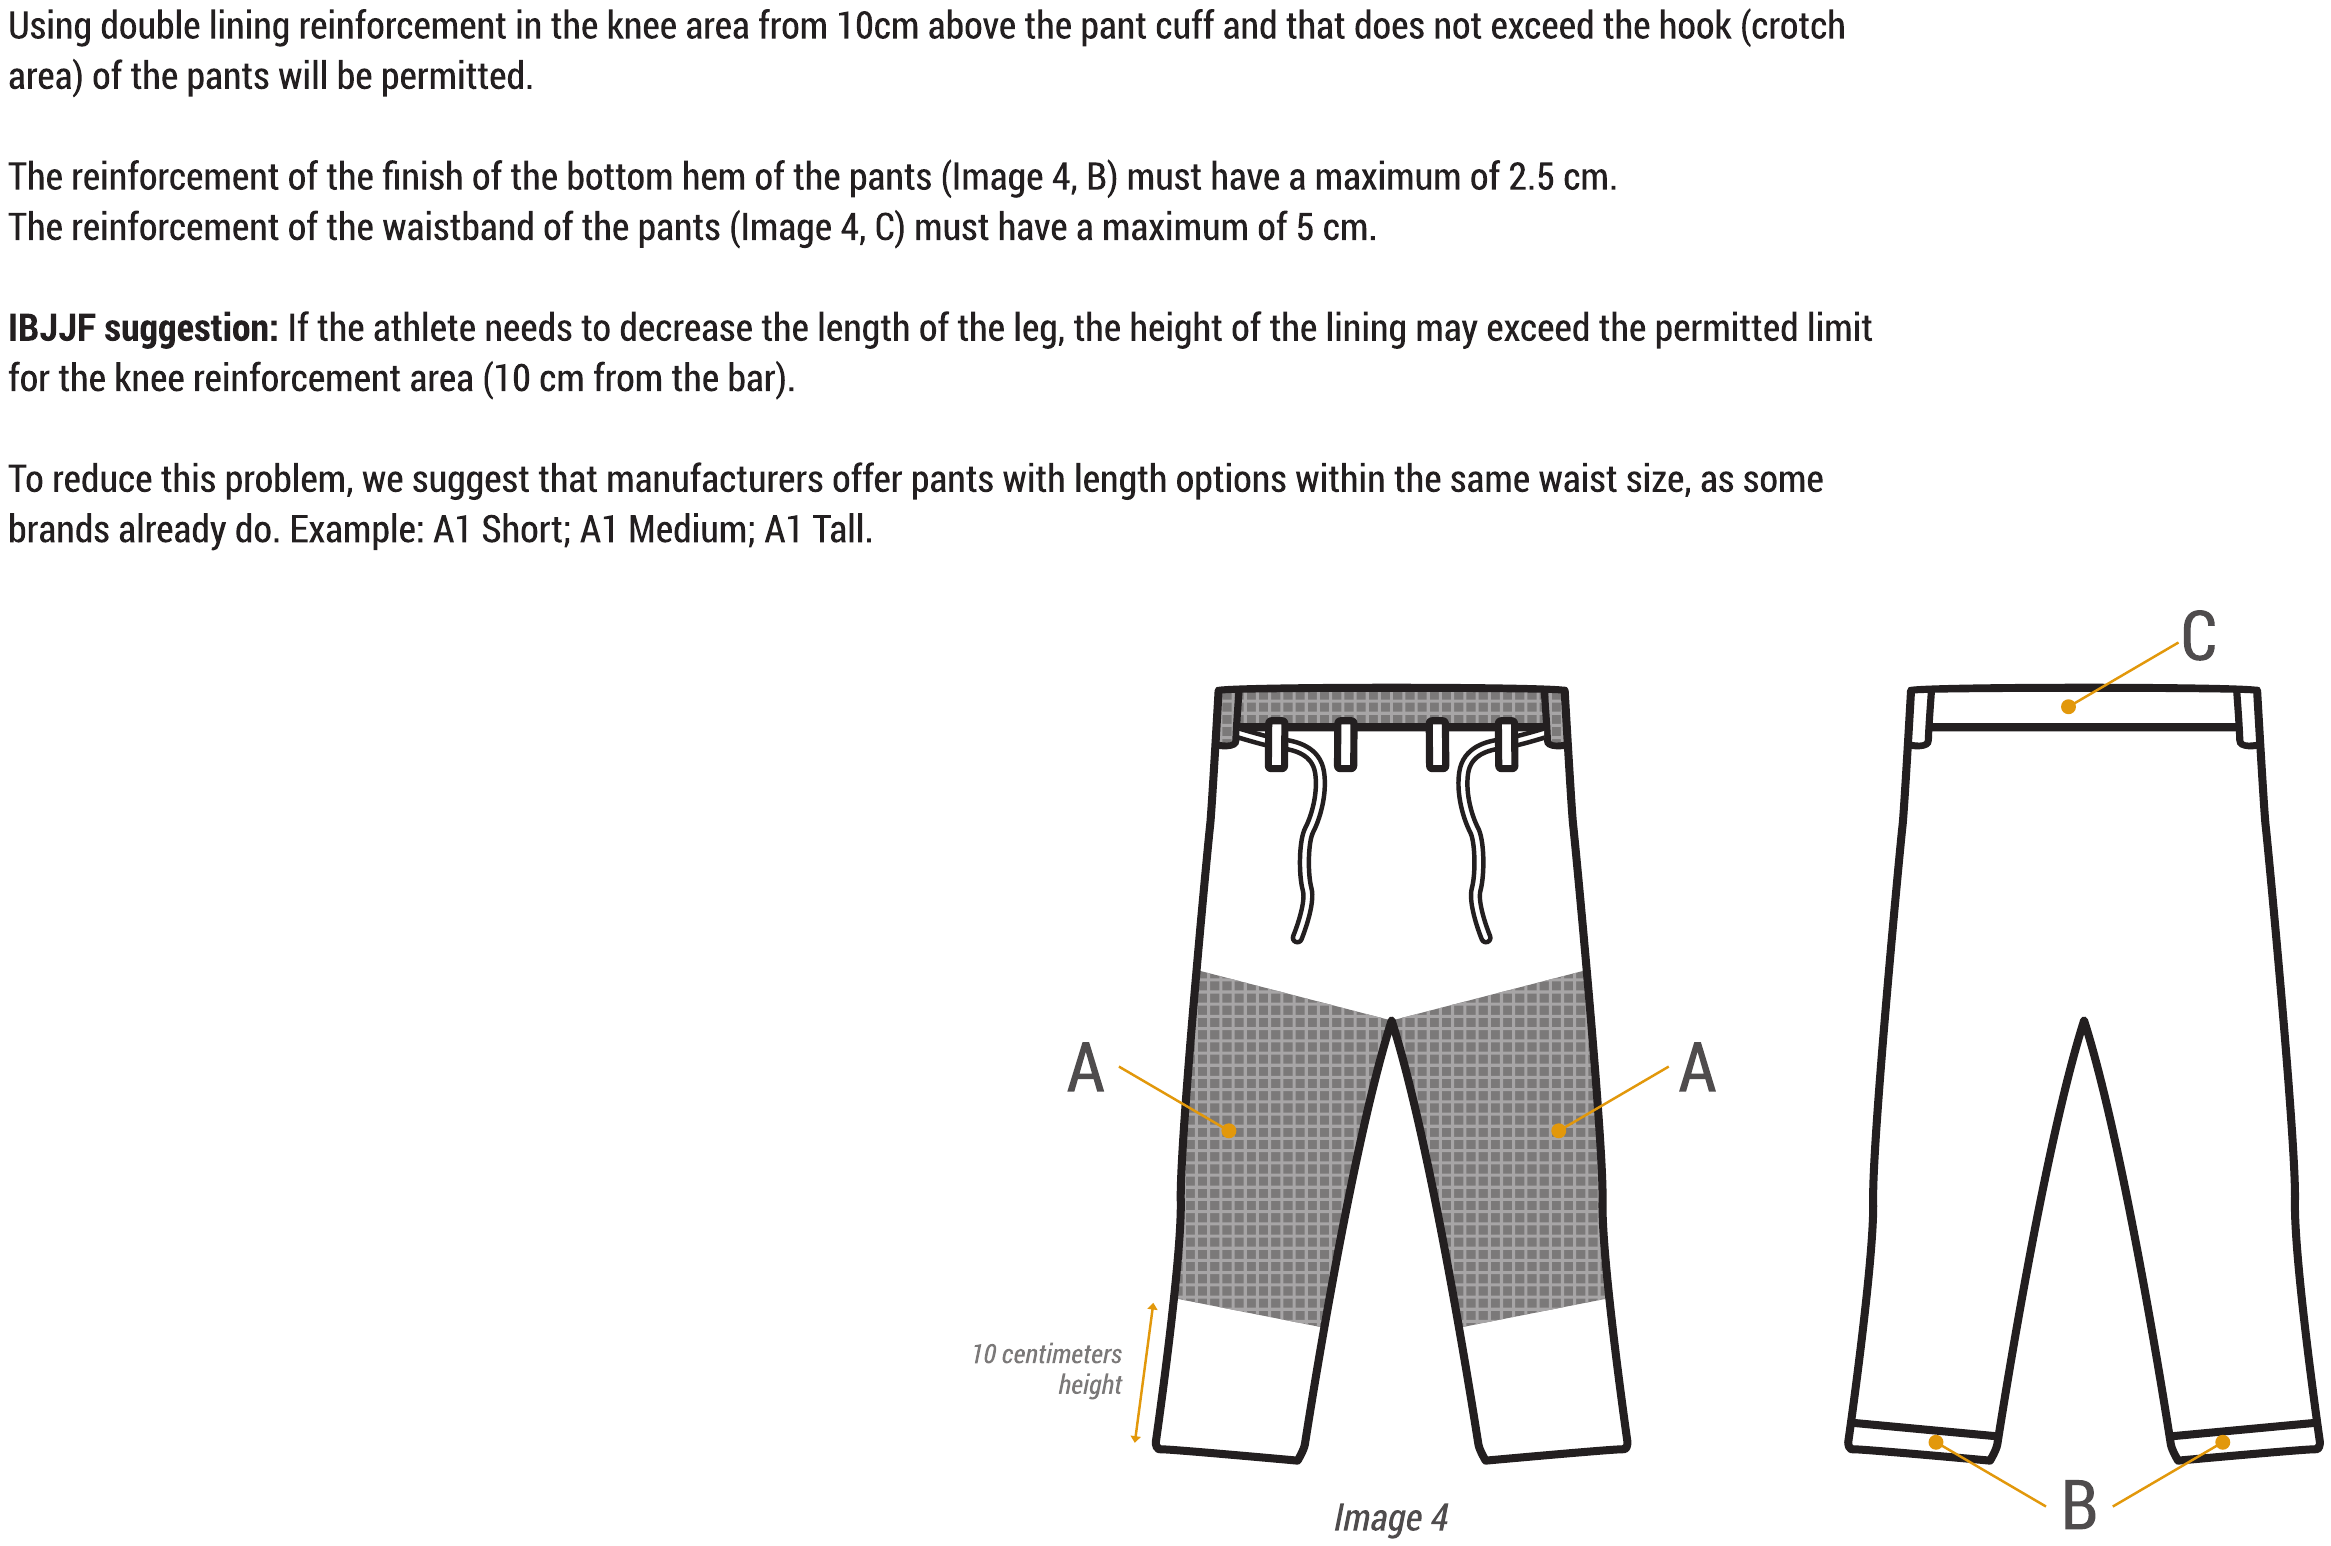 Using double lining reinforcement in the knee area from 10cm above the pant cuff and that does not exceed the hook (crotch
area) of the pants will be permitted.
The reinforcement of the finish of the bottom hem of the pants (Image 4, B) must have a maximum of 2.5 cm.
The reinforcement of the waistband of the pants (Image 4, C) must have a maximum of 5 cm.
IBJJF suggestion: If the athlete needs to decrease the length of the leg, the height of the lining may exceed the permitted limit
for the knee reinforcement area (10 cm from the bar).
To reduce this problem, we suggest that manufacturers offer pants with length options within the same waist size, as some
brands already do. Example: A1 Short; A1 Medium; A1 Tall.
C
A
A
10 centimeters
height
B
Image 4